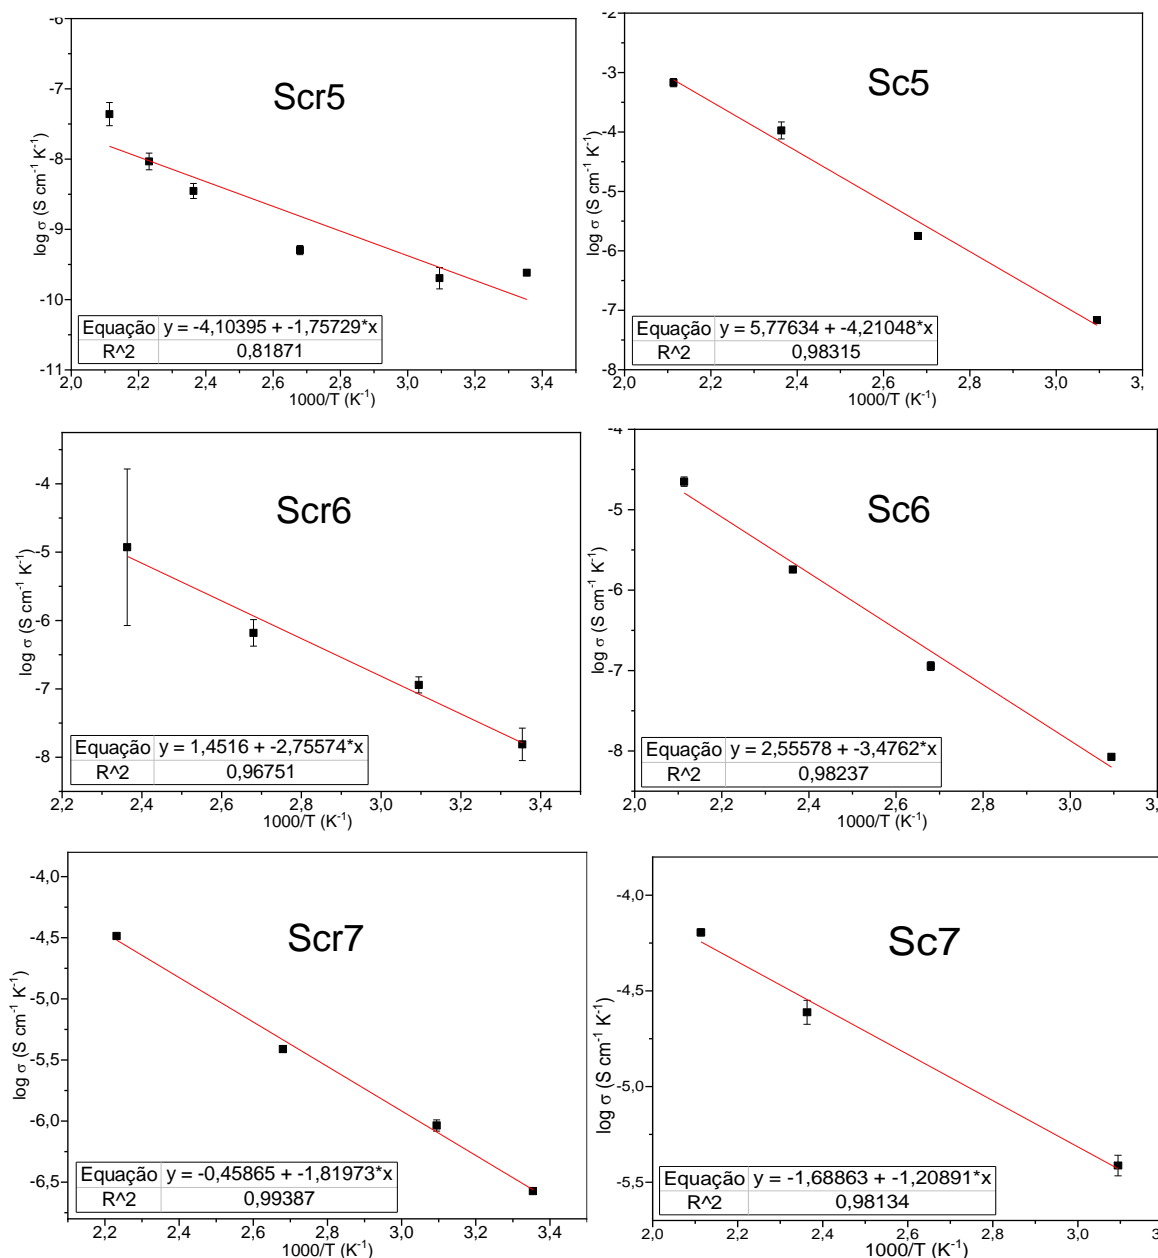 Scr5
-6
-7
-8
-9
-10
-11
log σ (S cm⁻¹ K⁻¹)
Equação y = -4,10395 + -1,75729*x
R^2 0,81871
2,0 2,2 2,4 2,6 2,8 3,0 3,2 3,4
1000/T (K⁻¹)
Sc5
-2
-3
-4
-5
-6
-7
-8
log σ (S cm⁻¹ K⁻¹)
Equação y = 5,77634 + -4,21048*x
R^2 0,98315
2,0 2,2 2,4 2,6 2,8 3,0 3,
1000/T (K⁻¹)
Scr6
-4
-5
-6
-7
-8
log σ (S cm⁻¹ K⁻¹)
Equação y = 1,4516 + -2,75574*x
R^2 0,96751
2,2 2,4 2,6 2,8 3,0 3,2 3,4
1000/T (K⁻¹)
Sc6
-4
-5
-6
-7
-8
log σ (S cm⁻¹ K⁻¹)
Equação y = 2,55578 + -3,4762*x
R^2 0,98237
2,0 2,2 2,4 2,6 2,8 3,0 3,
1000/T (K⁻¹)
Scr7
-4,0
-4,5
-5,0
-5,5
-6,0
-6,5
log σ (S cm⁻¹ K⁻¹)
Equação y = -0,45865 + -1,81973*x
R^2 0,99387
2,2 2,4 2,6 2,8 3,0 3,2 3,4
1000/T (K⁻¹)
Sc7
-4,0
-4,5
-5,0
-5,5
log σ (S cm⁻¹ K⁻¹)
Equação y = -1,68863 + -1,20891*x
R^2 0,98134
2,0 2,2 2,4 2,6 2,8 3,0 3,
1000/T (K⁻¹)